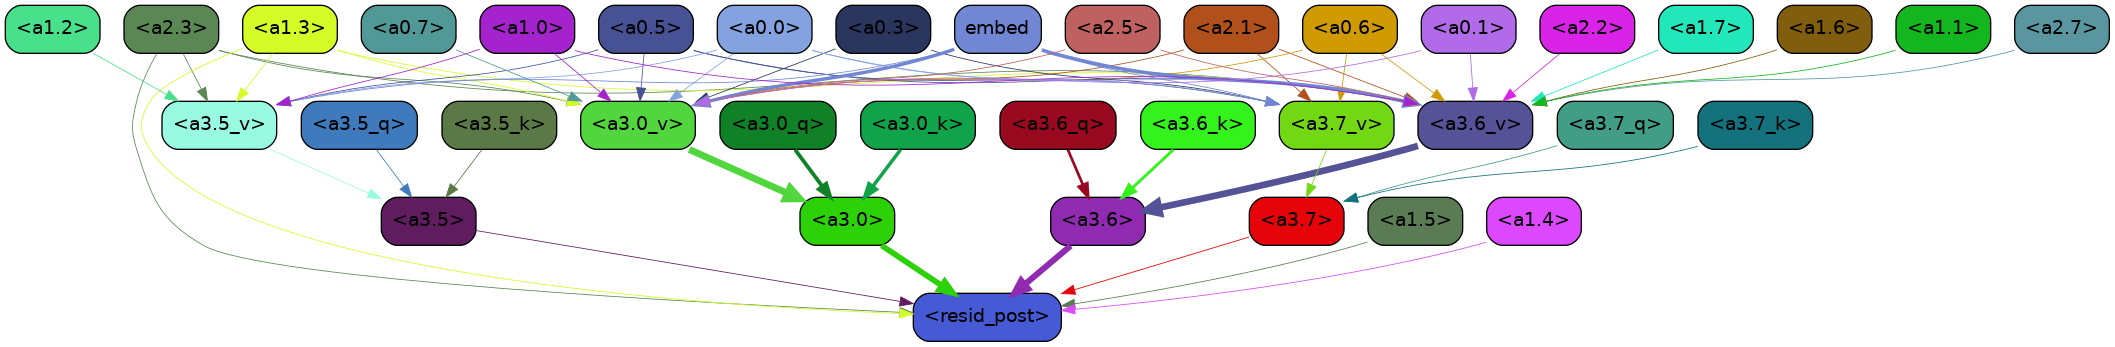 <a1.2> <a2.3> <a1.3> <a0.7> <a1.0> <a0.5> <a0.0> <a0.3> embed <a2.5> <a2.1> <a0.6> <a0.1> <a2.2> <a1.7> <a1.6> <a1.1> <a2.7>
<a3.5_v> <a3.5_q> <a3.5_k> <a3.0_v> <a3.0_q> <a3.0_k> <a3.6_q> <a3.6_k> <a3.7_v> <a3.6_v> <a3.7_q> <a3.7_k>
<a3.5> <a3.0> <a3.6> <a3.7> <a1.5> <a1.4>
<resid_post>